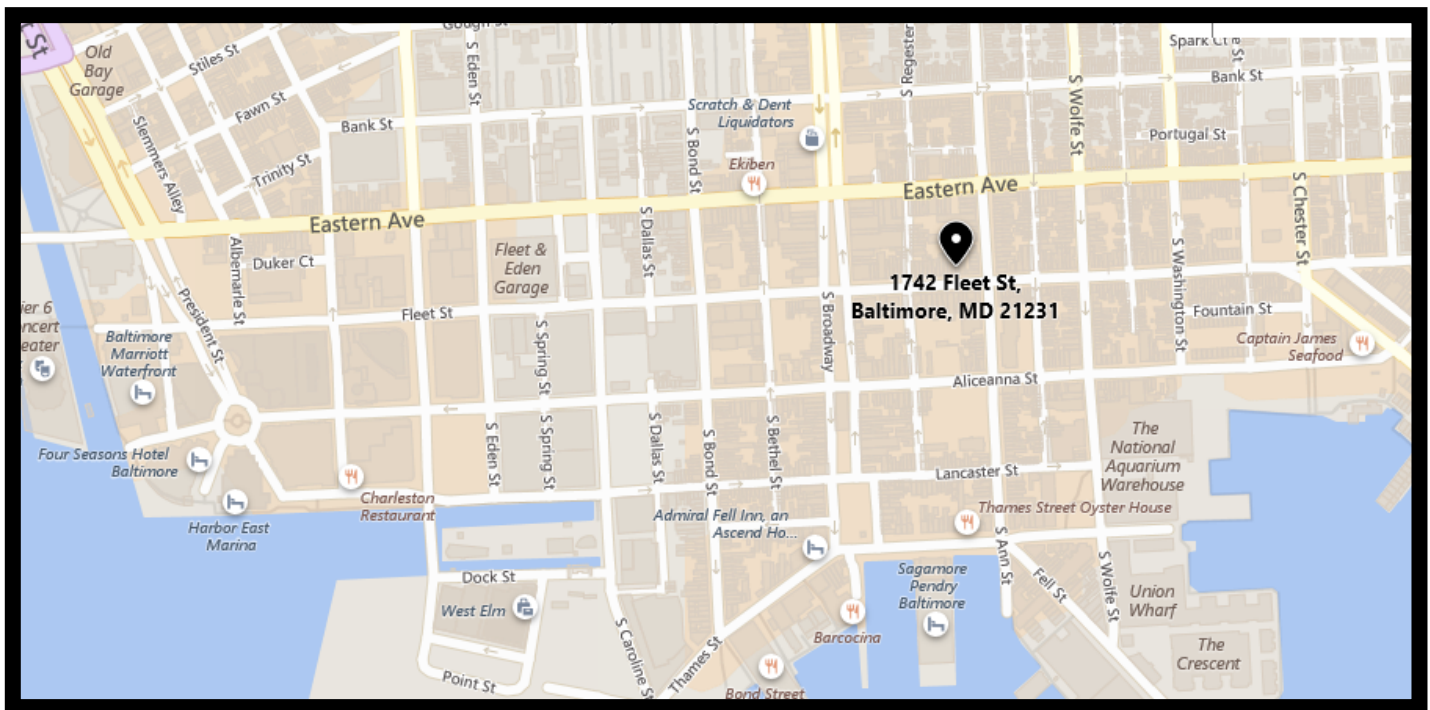 St
Old
Bay
Garage
Stiles St
Gough St
S Eden St
S Regester
Spark Ct
Bank St
Fawn St
Slemmers Alley
Bank St
Scratch & Dent
Liquidators
S Wolfe St
Portugal St
Trinity St
S Bond St
Ekiben
Eastern Ave
Eastern Ave
S Chester St
Albemarle St
Duker Ct
Fleet &
Eden
Garage
S Dallas St
S Washington St
1742 Fleet St,
Baltimore, MD 21231
President St
Fleet St
S Broadway
Fountain St
Baltimore
Marriott
Waterfront
S Spring St
Captain James
Seafood
Aliceanna St
Four Seasons Hotel
Baltimore
S Eden St
S Spring St
S Dallas St
S Bond St
S Bethel St
The
National
Aquarium
Warehouse
Lancaster St
Charleston
Restaurant
Harbor East
Marina
Admiral Fell Inn, an
Ascend Ho...
Thames Street Oyster House
S Ann St
Fell St
S Wolfe St
Dock St
West Elm
Sagamore
Pendry
Baltimore
Union
Wharf
Barcocina
S Caroline St
Thames St
The
Crescent
Point St
Bond Street